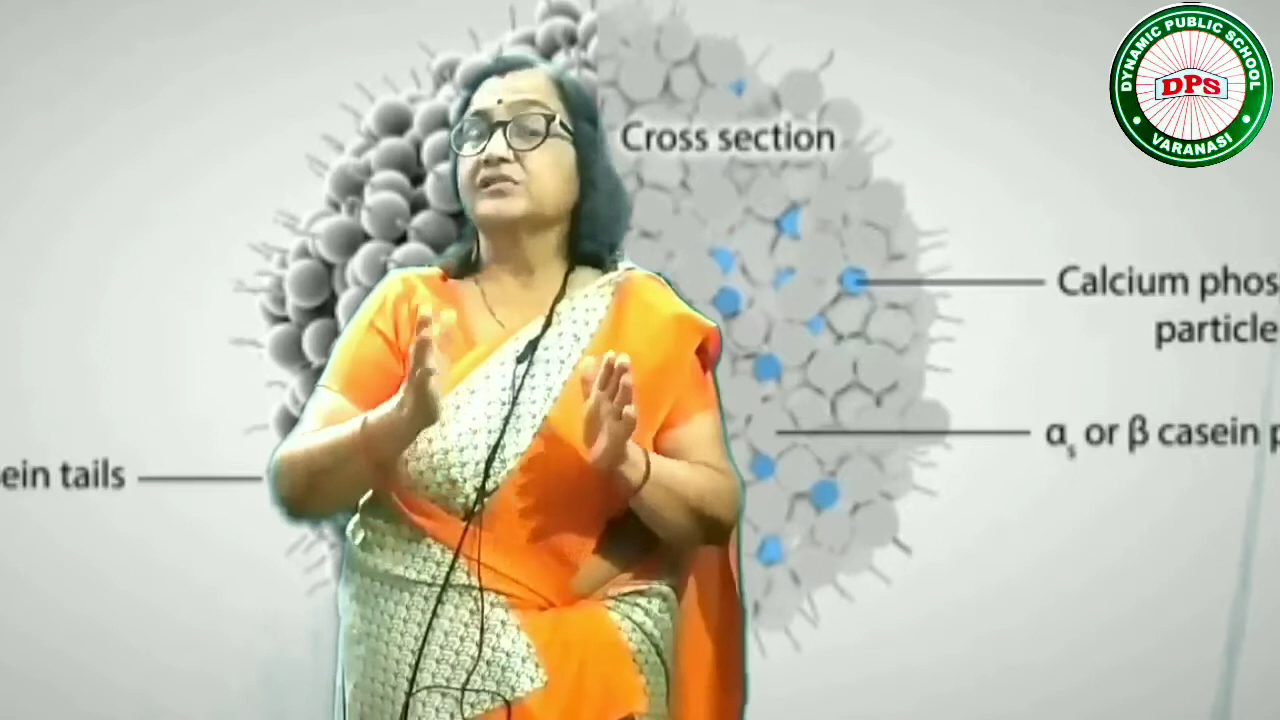 DYNAMIC PUBLIC SCHOOL
DPS
VARANASI
Cross section
Calcium phos
particle
αs or β casein p
ein tails